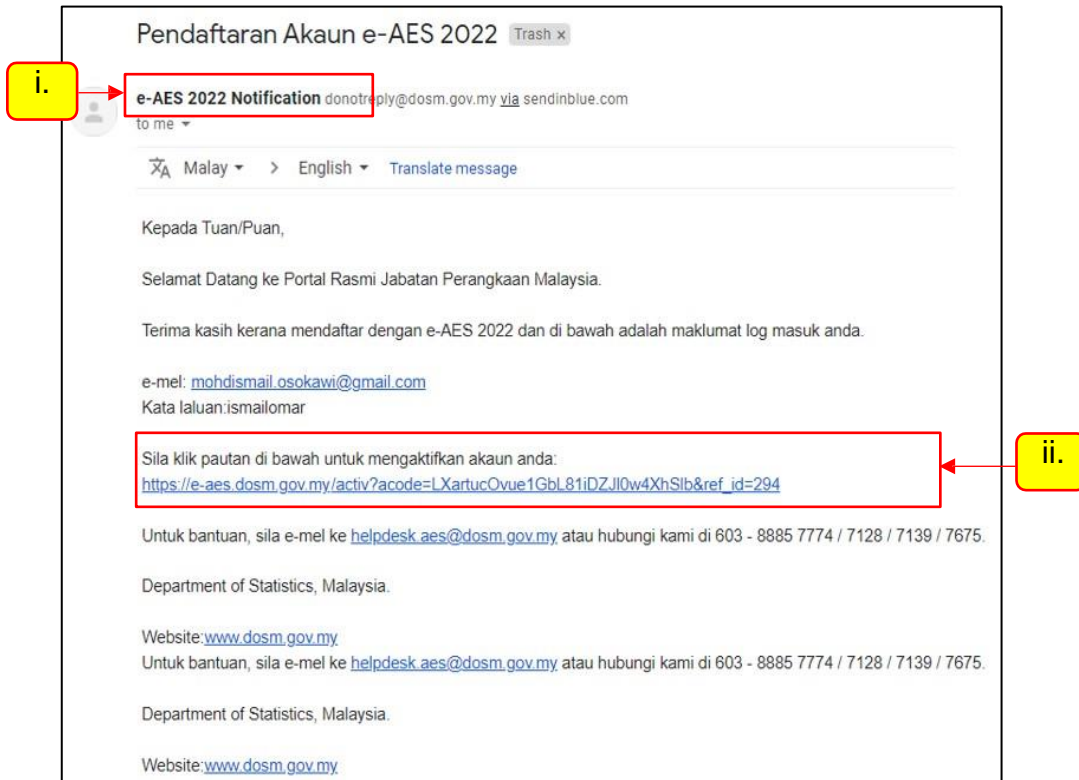 Pendaftaran Akaun e-AES 2022 Trash x
i.
e-AES 2022 Notification donotreply@dosm.gov.my via sendinblue.com
to me
Malay > English Translate message
Kepada Tuan/Puan,
Selamat Datang ke Portal Rasmi Jabatan Perangkaan Malaysia.
Terima kasih kerana mendaftar dengan e-AES 2022 dan di bawah adalah maklumat log masuk anda.
e-mel: mohdismail.osokawi@gmail.com
Kata laluan:ismailomar
Sila klik pautan di bawah untuk mengaktifkan akaun anda:
ii.
https://e-aes.dosm.gov.my/activ?acode=LXartucOvue1GbL81iDZJl0w4XhSlb&ref_id=294
Untuk bantuan, sila e-mel ke helpdesk.aes@dosm.gov.my atau hubungi kami di 603 - 8885 7774 / 7128 / 7139 / 7675.
Department of Statistics, Malaysia.
Website:www.dosm.gov.my
Untuk bantuan, sila e-mel ke helpdesk.aes@dosm.gov.my atau hubungi kami di 603 - 8885 7774 / 7128 / 7139 / 7675.
Department of Statistics, Malaysia.
Website:www.dosm.gov.my